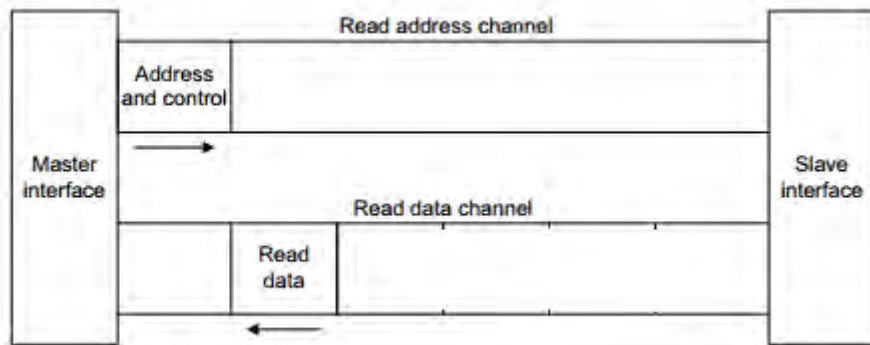 Read address channel
Address
and control
Master
interface
Slave
interface
Read data channel
Read
data